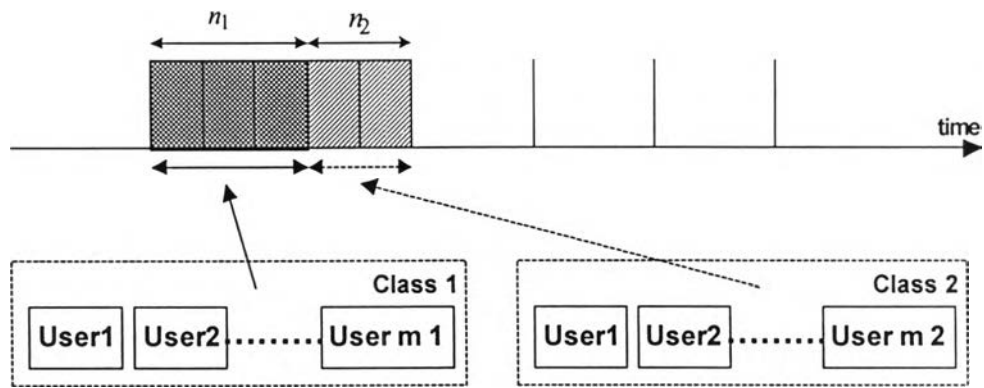 n1 n2
time
Class 1
User1 User2 User m 1
Class 2
User1 User2 User m 2